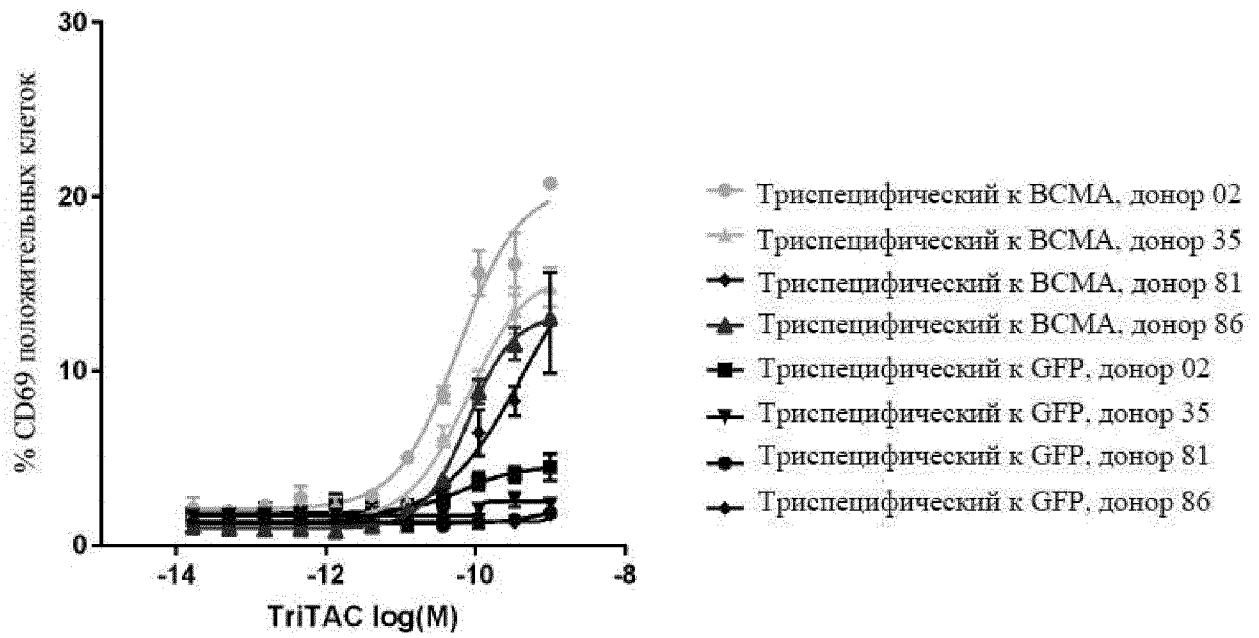 30
20
10
0
% CD69 положительных клеток
-14
-12
-10
-8
TriTAC log(M)
Триспецифический к BCMA, донор 02
Триспецифический к BCMA, донор 35
Триспецифический к BCMA, донор 81
Триспецифический к BCMA, донор 86
Триспецифический к GFP, донор 02
Триспецифический к GFP, донор 35
Триспецифический к GFP, донор 81
Триспецифический к GFP, донор 86